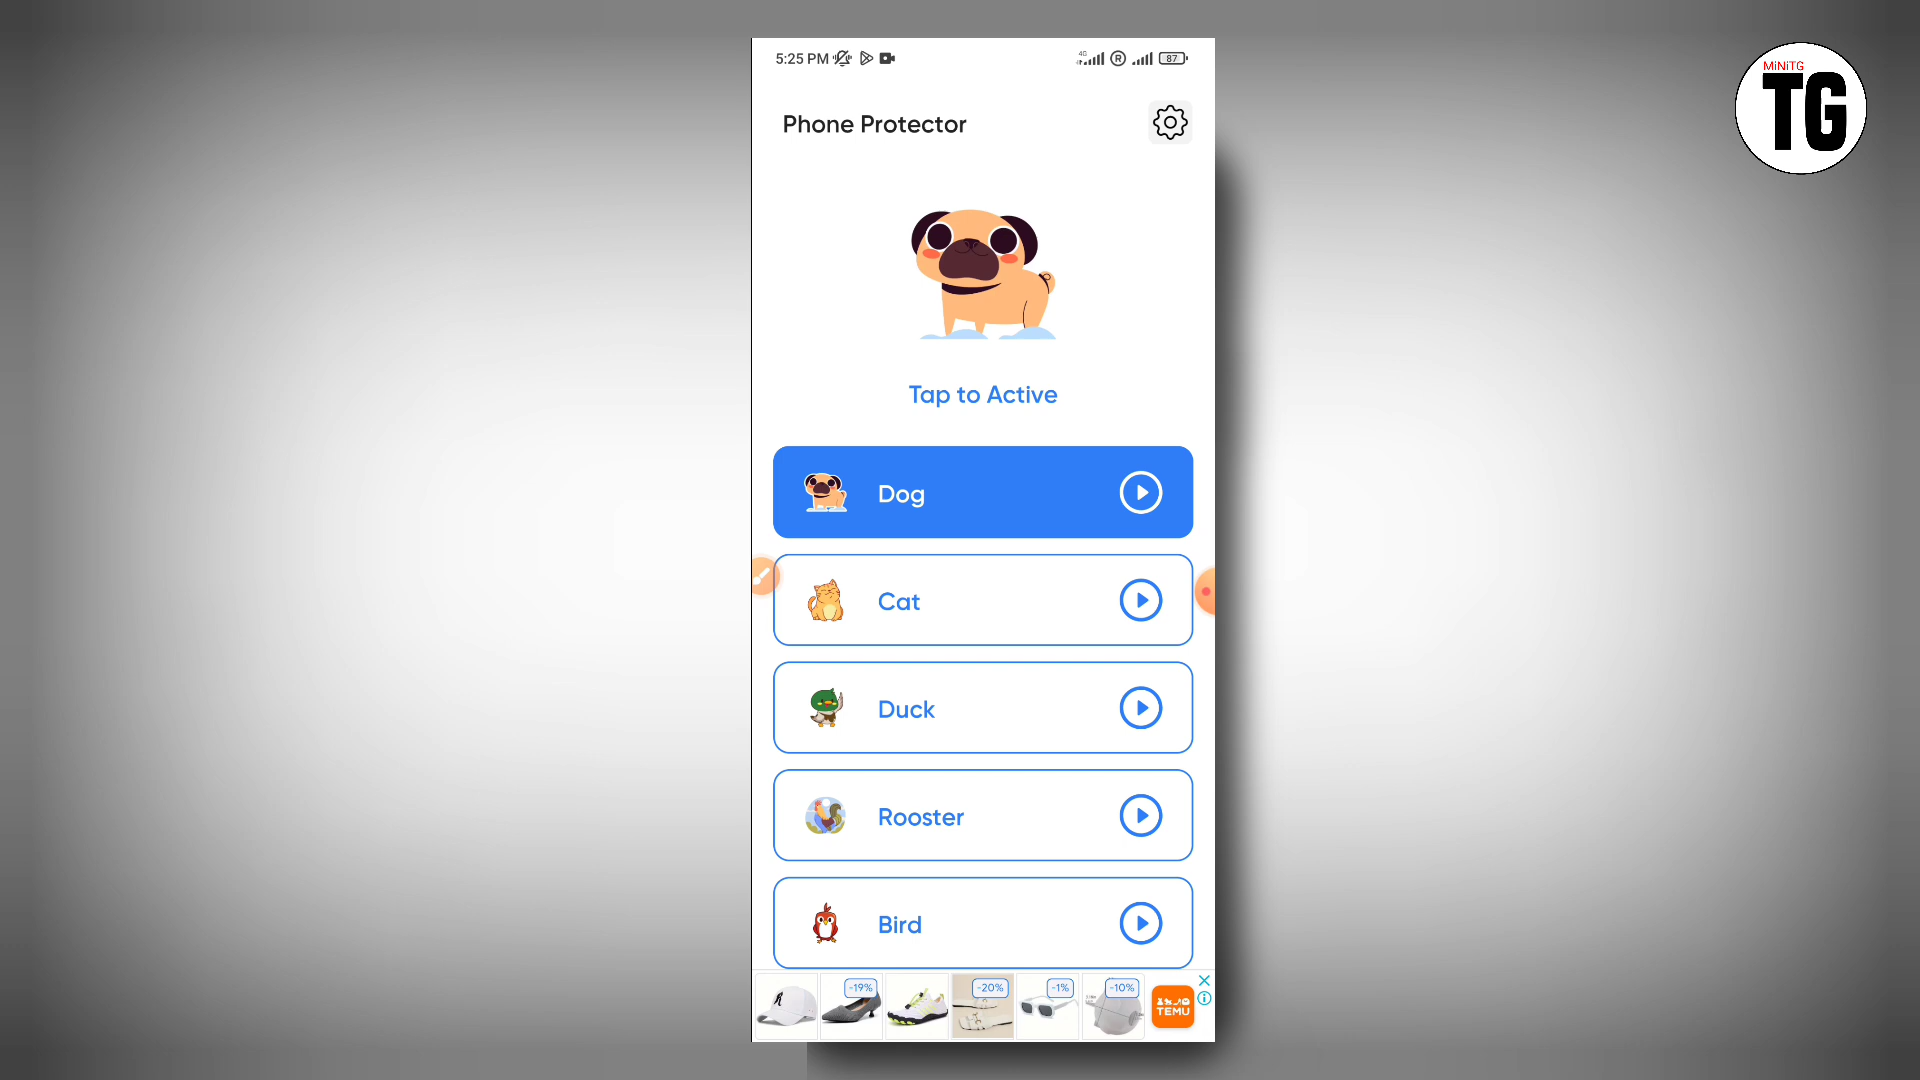 5:25 PM
4G
R
87
MiNiTG
TG
Phone Protector
Tap to Active
Dog
Cat
Duck
Rooster
Bird
-19%
-20%
-1%
-10%
TEMU